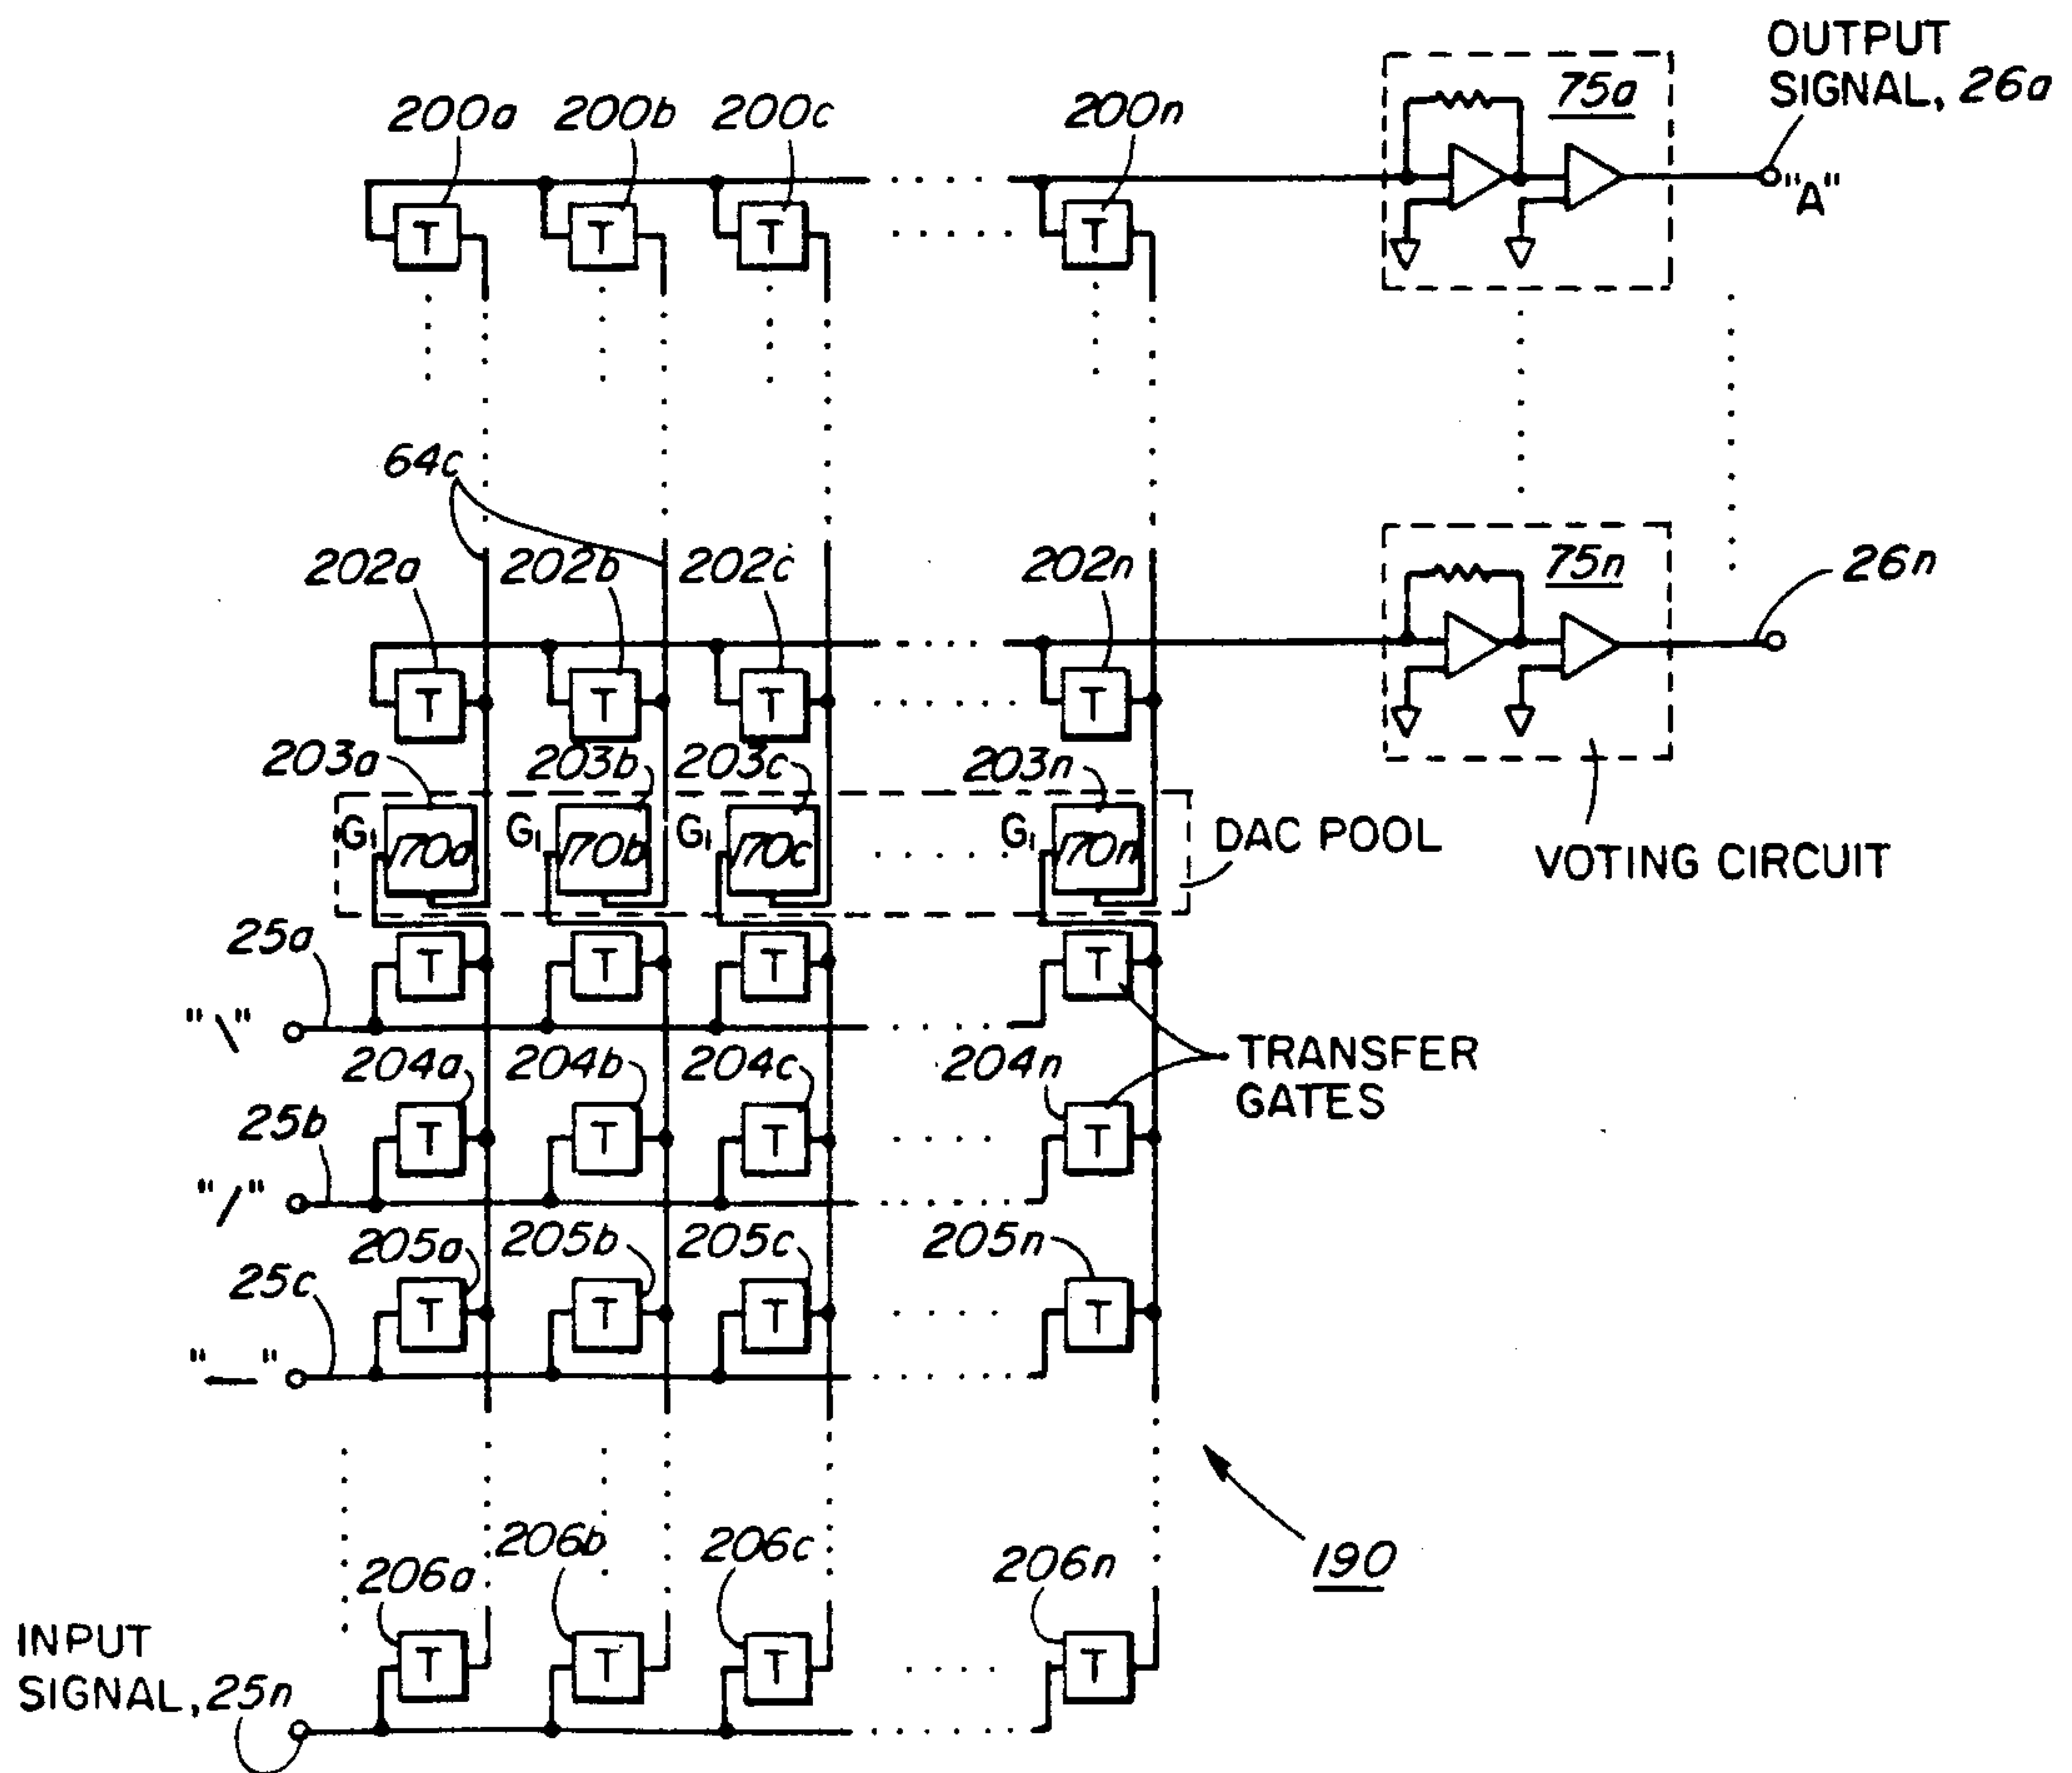 OUTPUT
SIGNAL, 26a
200a 200b 200c 200n
75a
"A"
T T T T
64c
202a 202b 202c 202n
75n
26n
T T T T
203a 203b 203c 203n
G1 170a G1 170b G1 170c G1 170n
DAC POOL
VOTING CIRCUIT
25a
T T T T
"\"
204a 204b 204c 204n
TRANSFER
GATES
25b
T T T T
"/"
205a 205b 205c 205n
25c
T T T T
"—"
206a 206b 206c 206n
190
T T T T
INPUT
SIGNAL, 25n